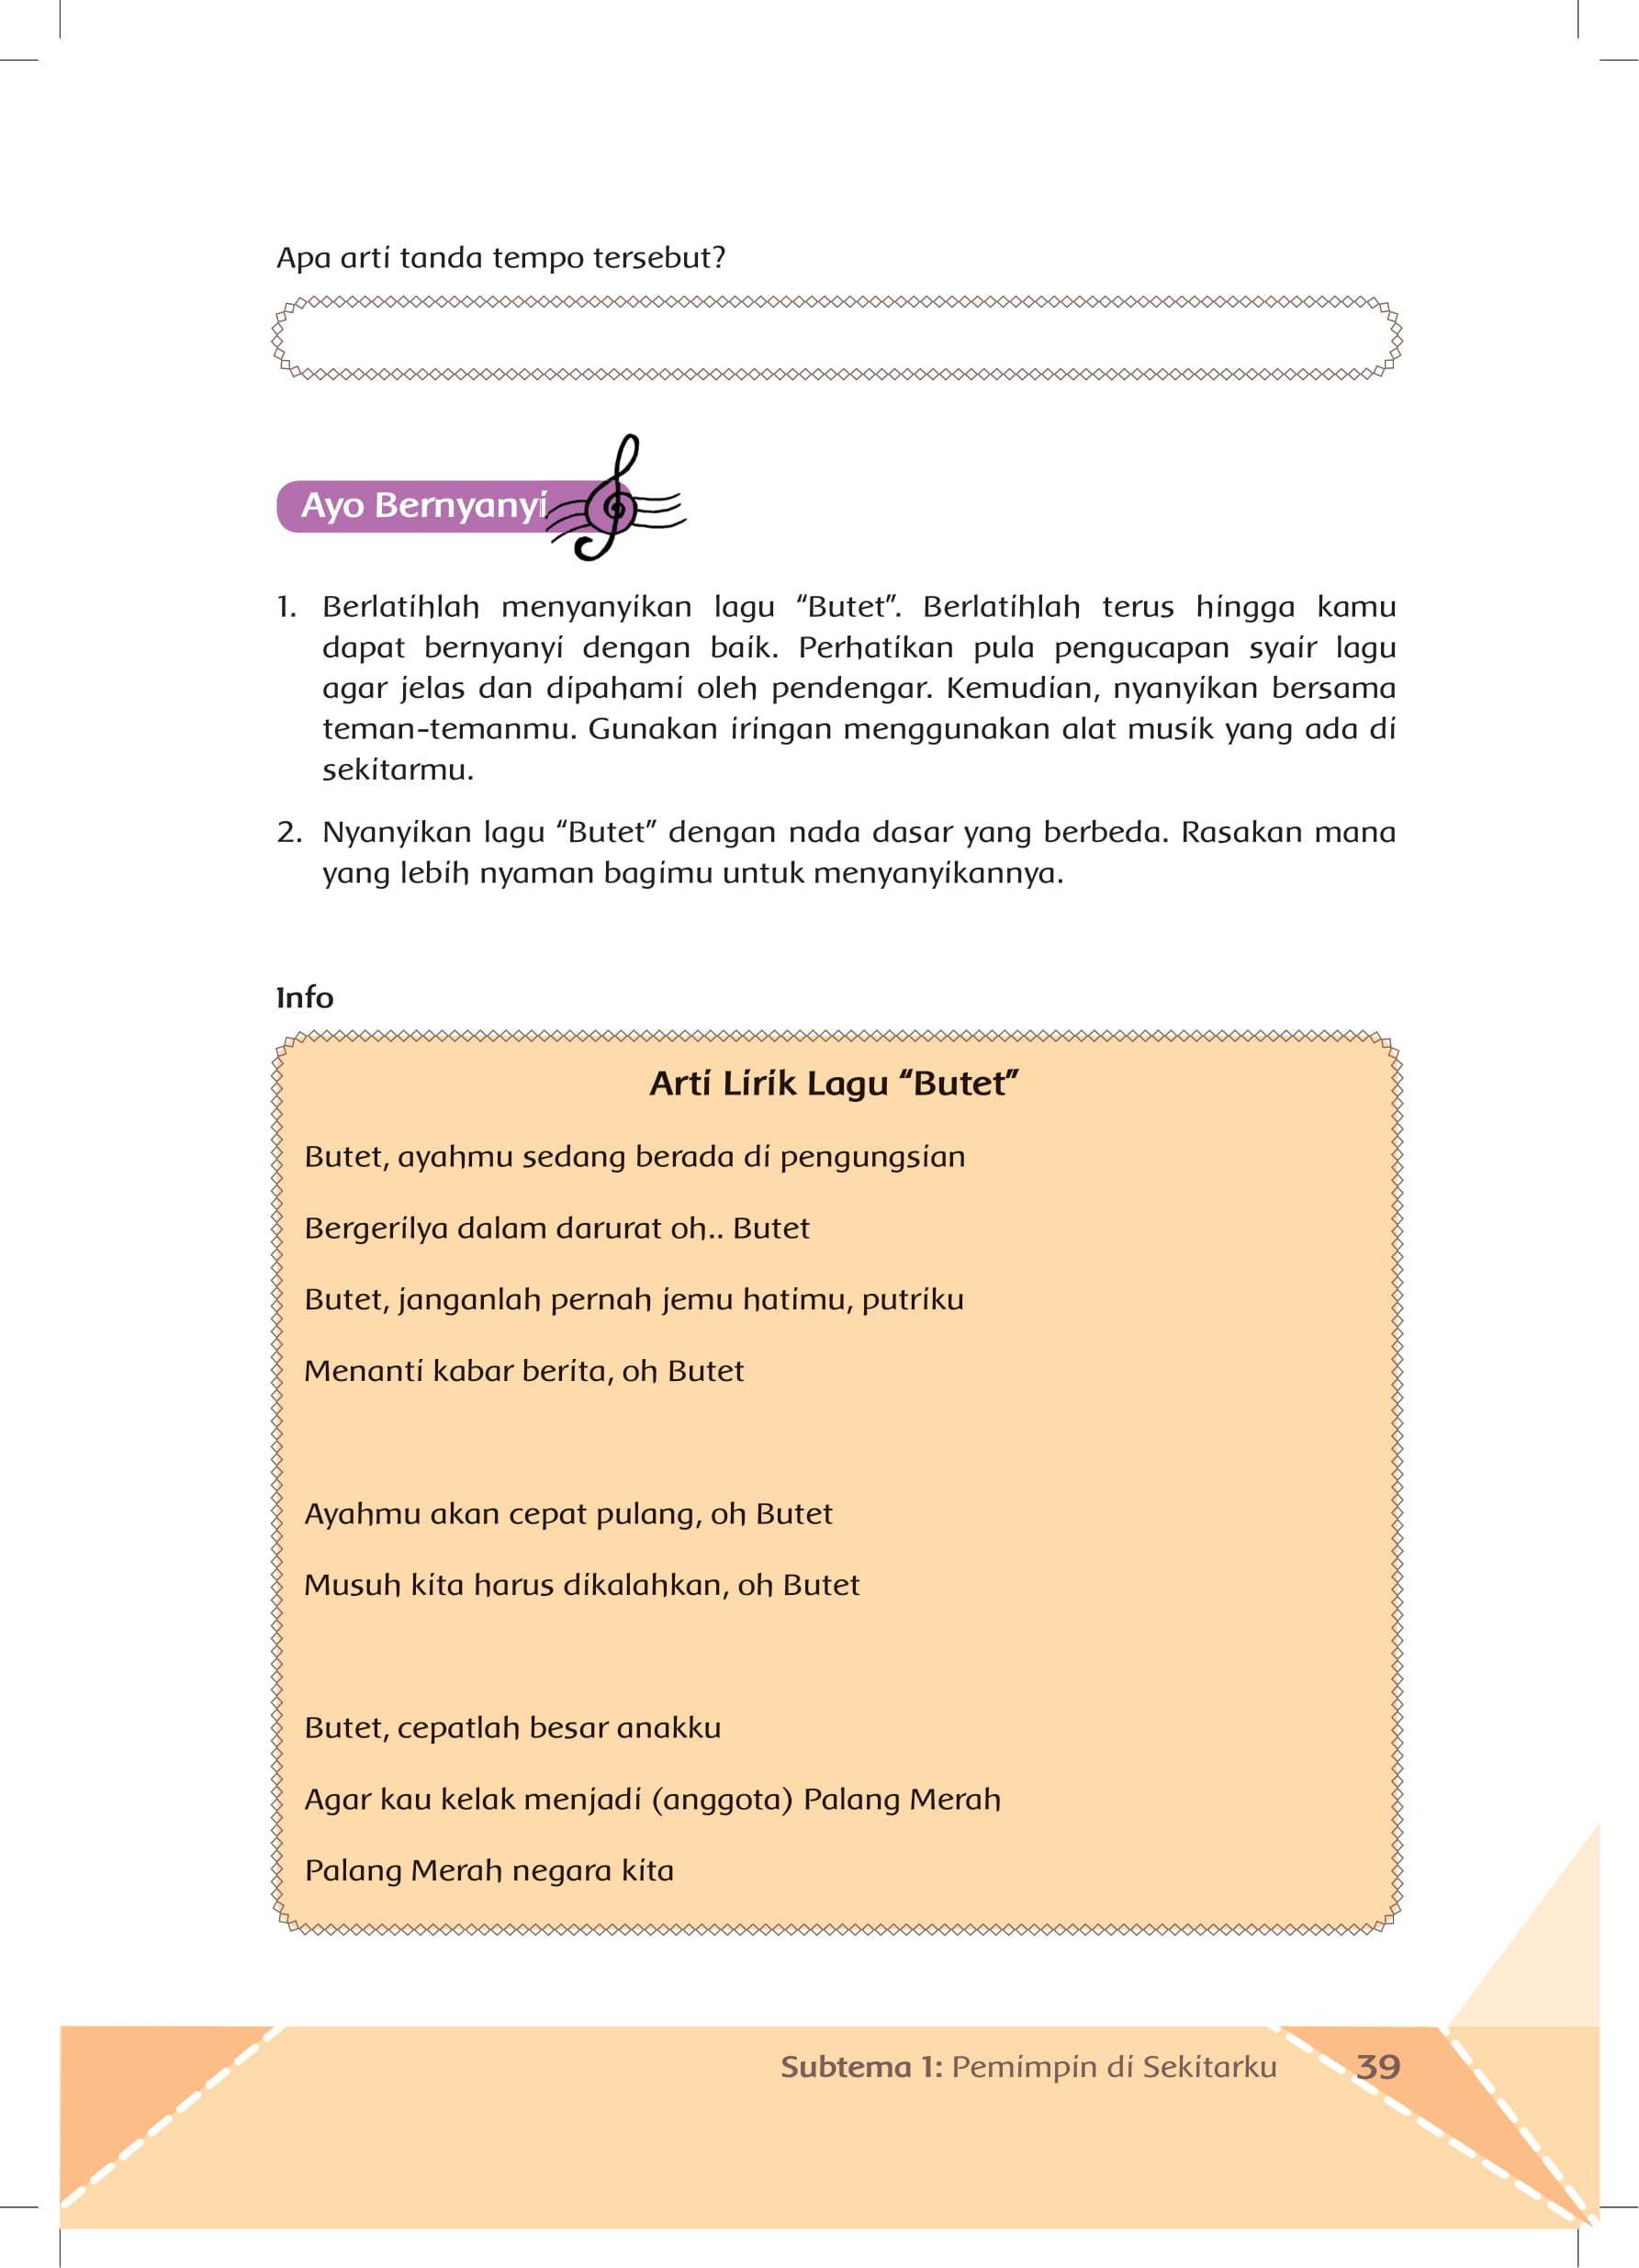 Apa arti tanda tempo tersebut?
Ayo Bernyanyi
1. Berlatihlah menyanyikan lagu “Butet”. Berlatihlah terus hingga kamu
dapat bernyanyi dengan baik. Perhatikan pula pengucapan syair lagu
agar jelas dan dipahami oleh pendengar. Kemudian, nyanyikan bersama
teman-temanmu. Gunakan iringan menggunakan alat musik yang ada di
sekitarmu.
2. Nyanyikan lagu “Butet” dengan nada dasar yang berbeda. Rasakan mana
yang lebih nyaman bagimu untuk menyanyikannya.
Info
Arti Lirik Lagu “Butet”
Butet, ayahmu sedang berada di pengungsian
Bergerilya dalam darurat oh.. Butet
Butet, janganlah pernah jemu hatimu, putriku
Menanti kabar berita, oh Butet
Ayahmu akan cepat pulang, oh Butet
Musuh kita harus dikalahkan, oh Butet
Butet, cepatlah besar anakku
Agar kau kelak menjadi (anggota) Palang Merah
Palang Merah negara kita
Subtema 1: Pemimpin di Sekitarku 39